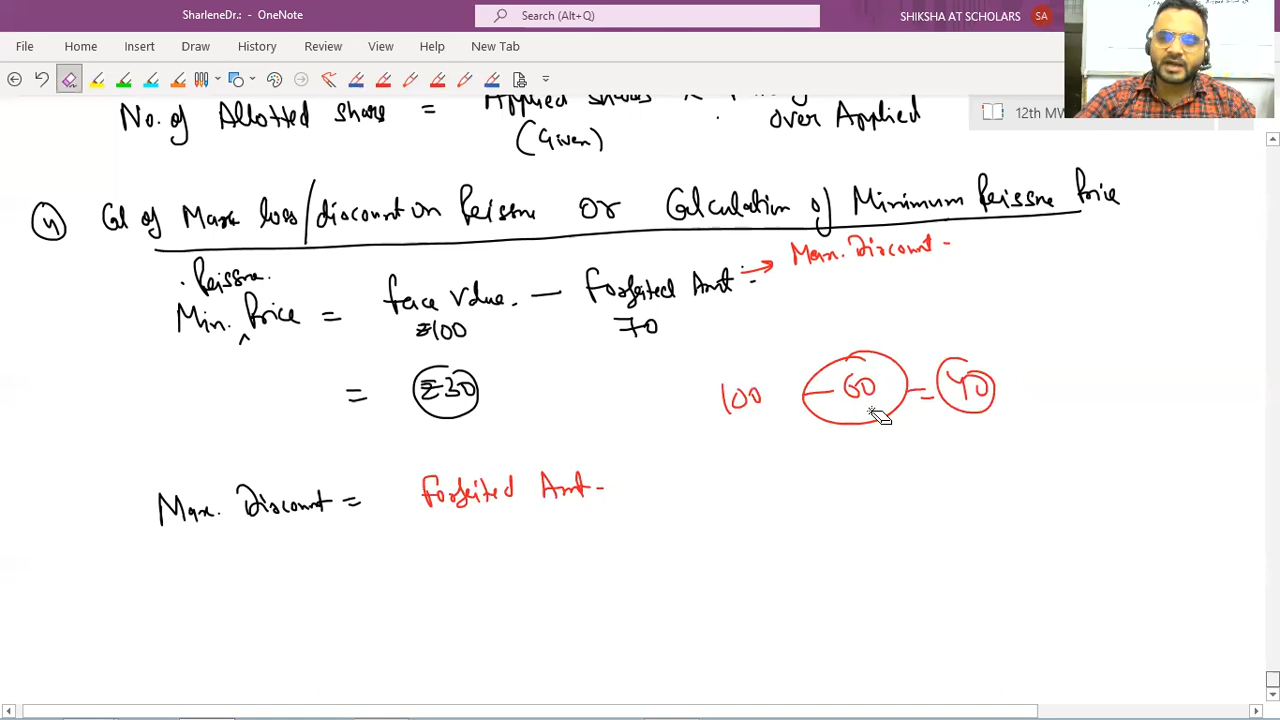 SharleneDr.: - OneNote
Search (Alt+Q)
SHIKSHA AT SCHOLARS SA
File Home Insert Draw History Review View Help New Tab
12th MW
No. of Allotted share = Applied shares × over Applied
(Given)
4) Cal of Max loss/discount on Reissue OR Calculation of Minimum Reissue Price
→ Max. Discount.
Reissue
Min. ^ Price = face Value. — Forfeited Amt.
₹100 70
= ₹30 100 — 60 = 40
Max. Discount = Forfeited Amt.